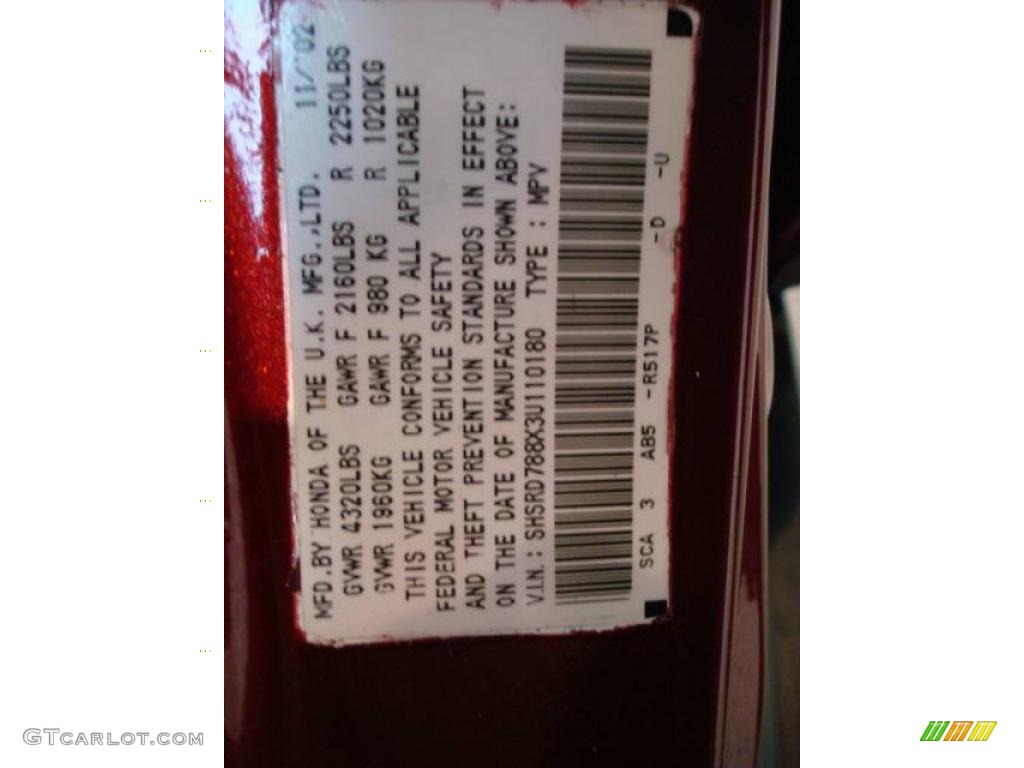 MFD.BY HONDA OF THE U.K. MFG.,LTD. 11/'02
GVWR 4320LBS GAWR F 2160LBS R 2250LBS
GVWR 1960KG GAWR F 980 KG R 1020KG
THIS VEHICLE CONFORMS TO ALL APPLICABLE
FEDERAL MOTOR VEHICLE SAFETY
AND THEFT PREVENTION STANDARDS IN EFFECT
ON THE DATE OF MANUFACTURE SHOWN ABOVE:
V.I.N.: SHSRD788X3U110180 TYPE : MPV
SCA 3 AB5 -R517P -D -U
GTCARLOT.COM